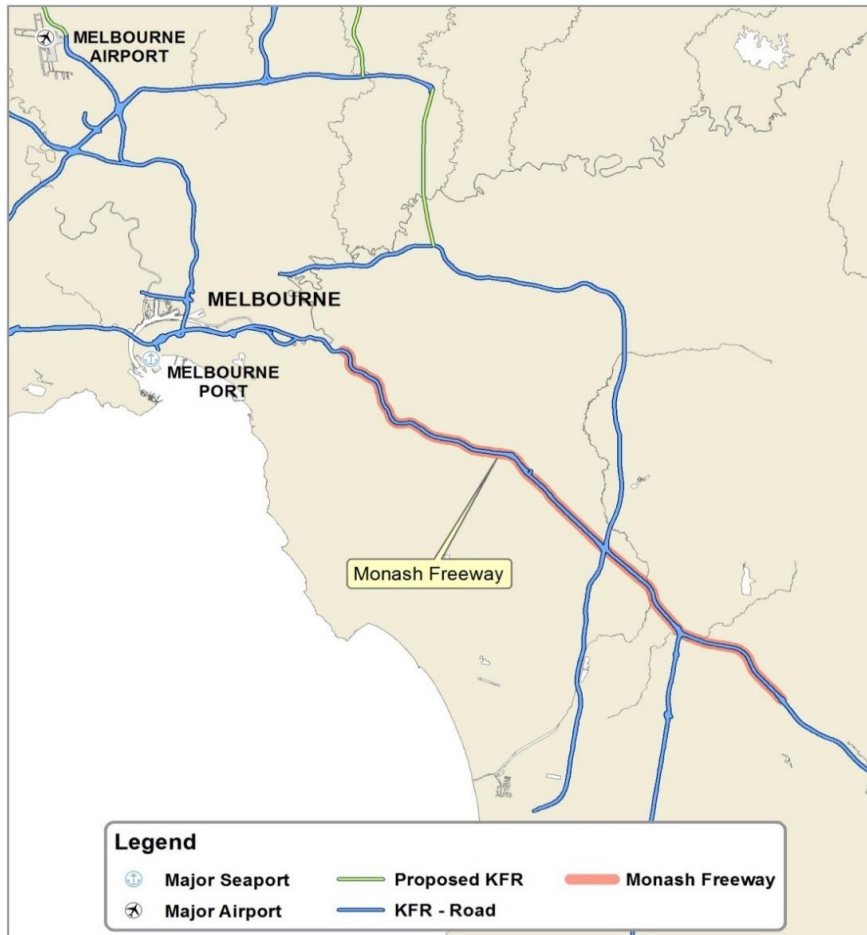 MELBOURNE
AIRPORT
MELBOURNE
MELBOURNE
PORT
Monash Freeway
Legend
Major Seaport
Proposed KFR
Monash Freeway
Major Airport
KFR - Road